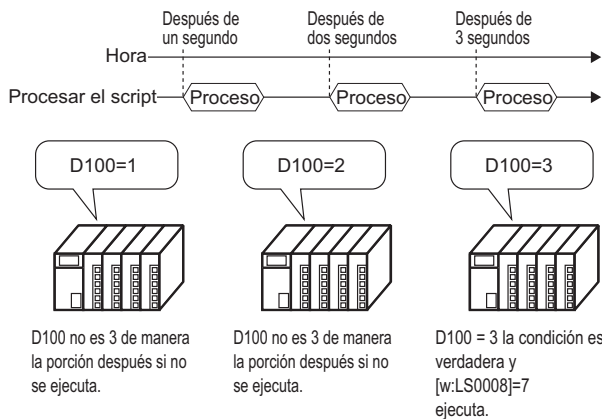 Después de
un segundo
Después de
dos segundos
Después de
3 segundos
Hora
Procesar el script
Proceso
Proceso
Proceso
D100=1
D100=2
D100=3
D100 no es 3 de manera
la porción después si no
se ejecuta.
D100 no es 3 de manera
la porción después si no
se ejecuta.
D100 = 3 la condición es
verdadera y
[w:LS0008]=7
ejecuta.